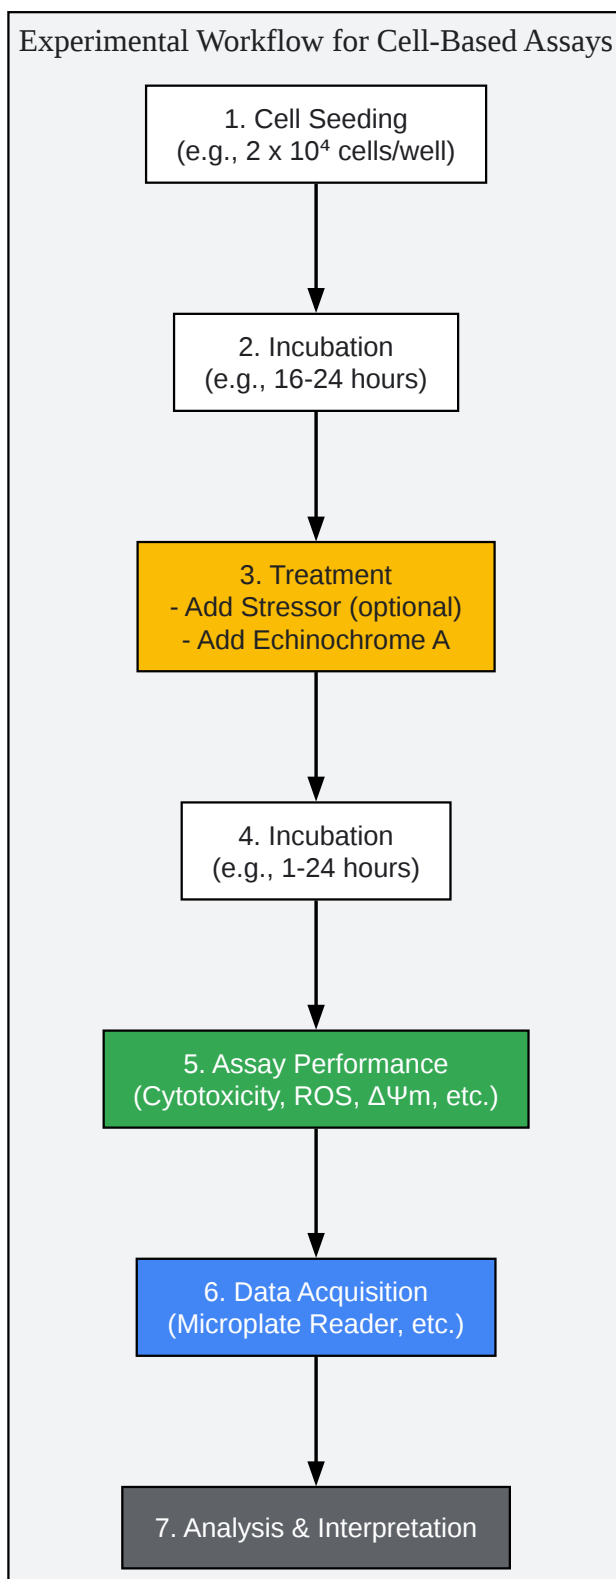 Experimental Workflow for Cell-Based Assays
1. Cell Seeding
(e.g., 2 x 10⁴ cells/well)
2. Incubation
(e.g., 16-24 hours)
3. Treatment
- Add Stressor (optional)
- Add Echinochrome A
4. Incubation
(e.g., 1-24 hours)
5. Assay Performance
(Cytotoxicity, ROS, ΔΨm, etc.)
6. Data Acquisition
(Microplate Reader, etc.)
7. Analysis & Interpretation